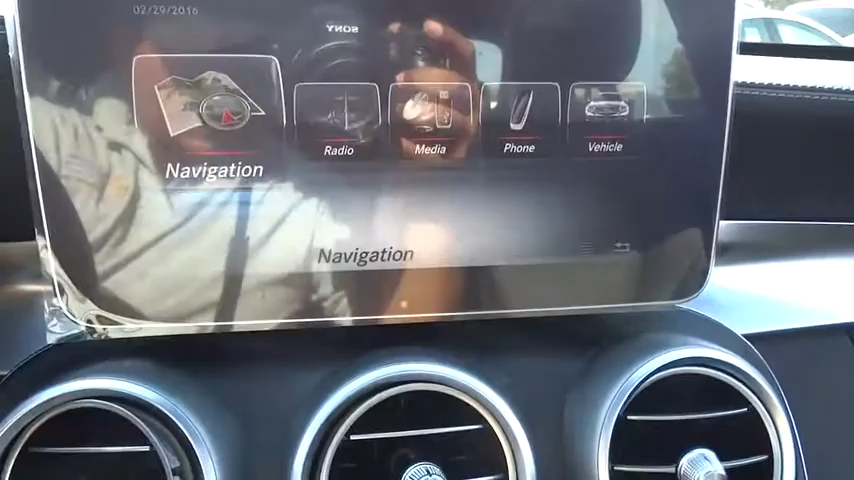 02/29/2016
SONY
Navigation
Radio
Media
Phone
Vehicle
Navigation